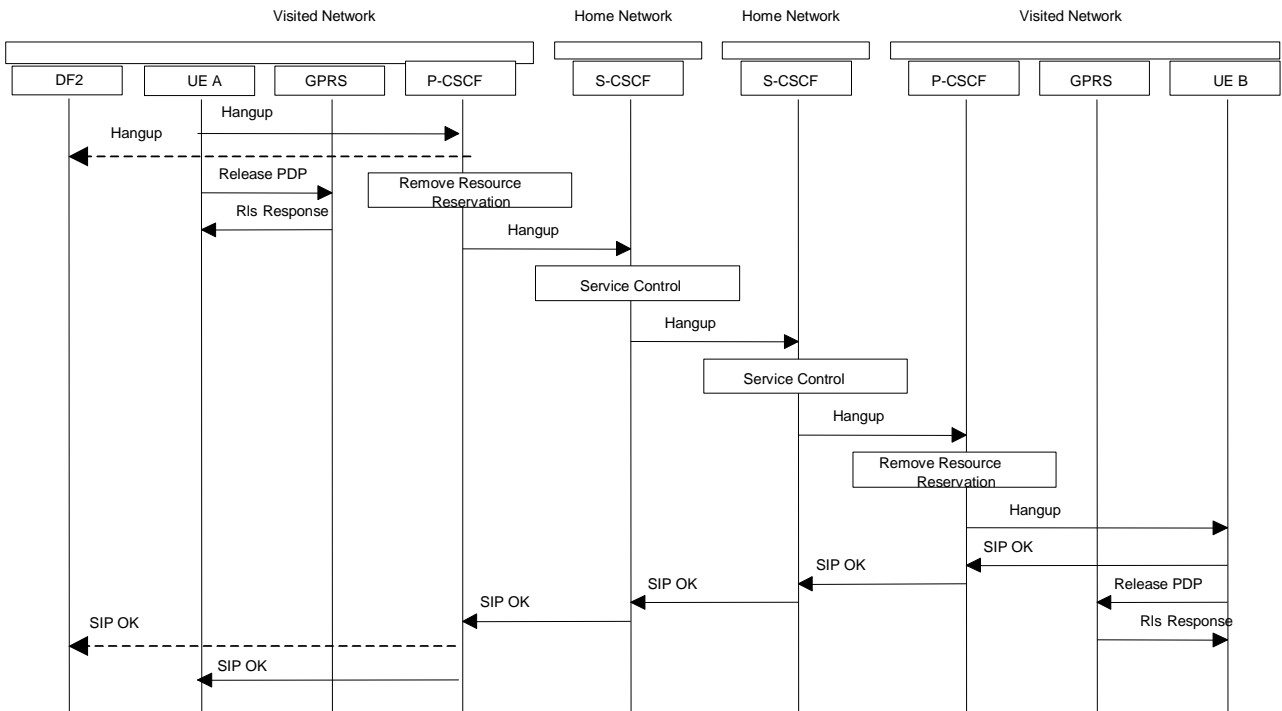 Visited Network
Home Network
Home Network
Visited Network
DF2
UE A
GPRS
P-CSCF
S-CSCF
S-CSCF
P-CSCF
GPRS
UE B
Hangup
Hangup
Release PDP
Remove Resource
Reservation
Rls Response
Hangup
Service Control
Hangup
Service Control
Hangup
Remove Resource
Reservation
Hangup
SIP OK
SIP OK
SIP OK
Release PDP
SIP OK
Rls Response
SIP OK
SIP OK